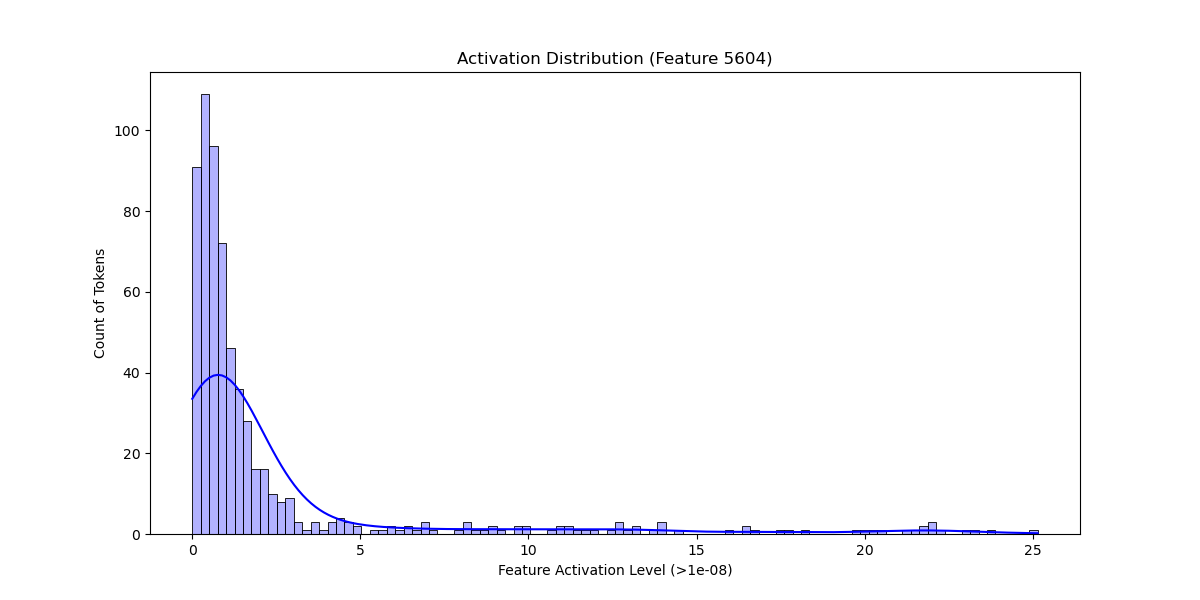 Activation Distribution (Feature 5604)
Count of Tokens
100
80
60
40
20
0
0 5 10 15 20 25
Feature Activation Level (>1e-08)